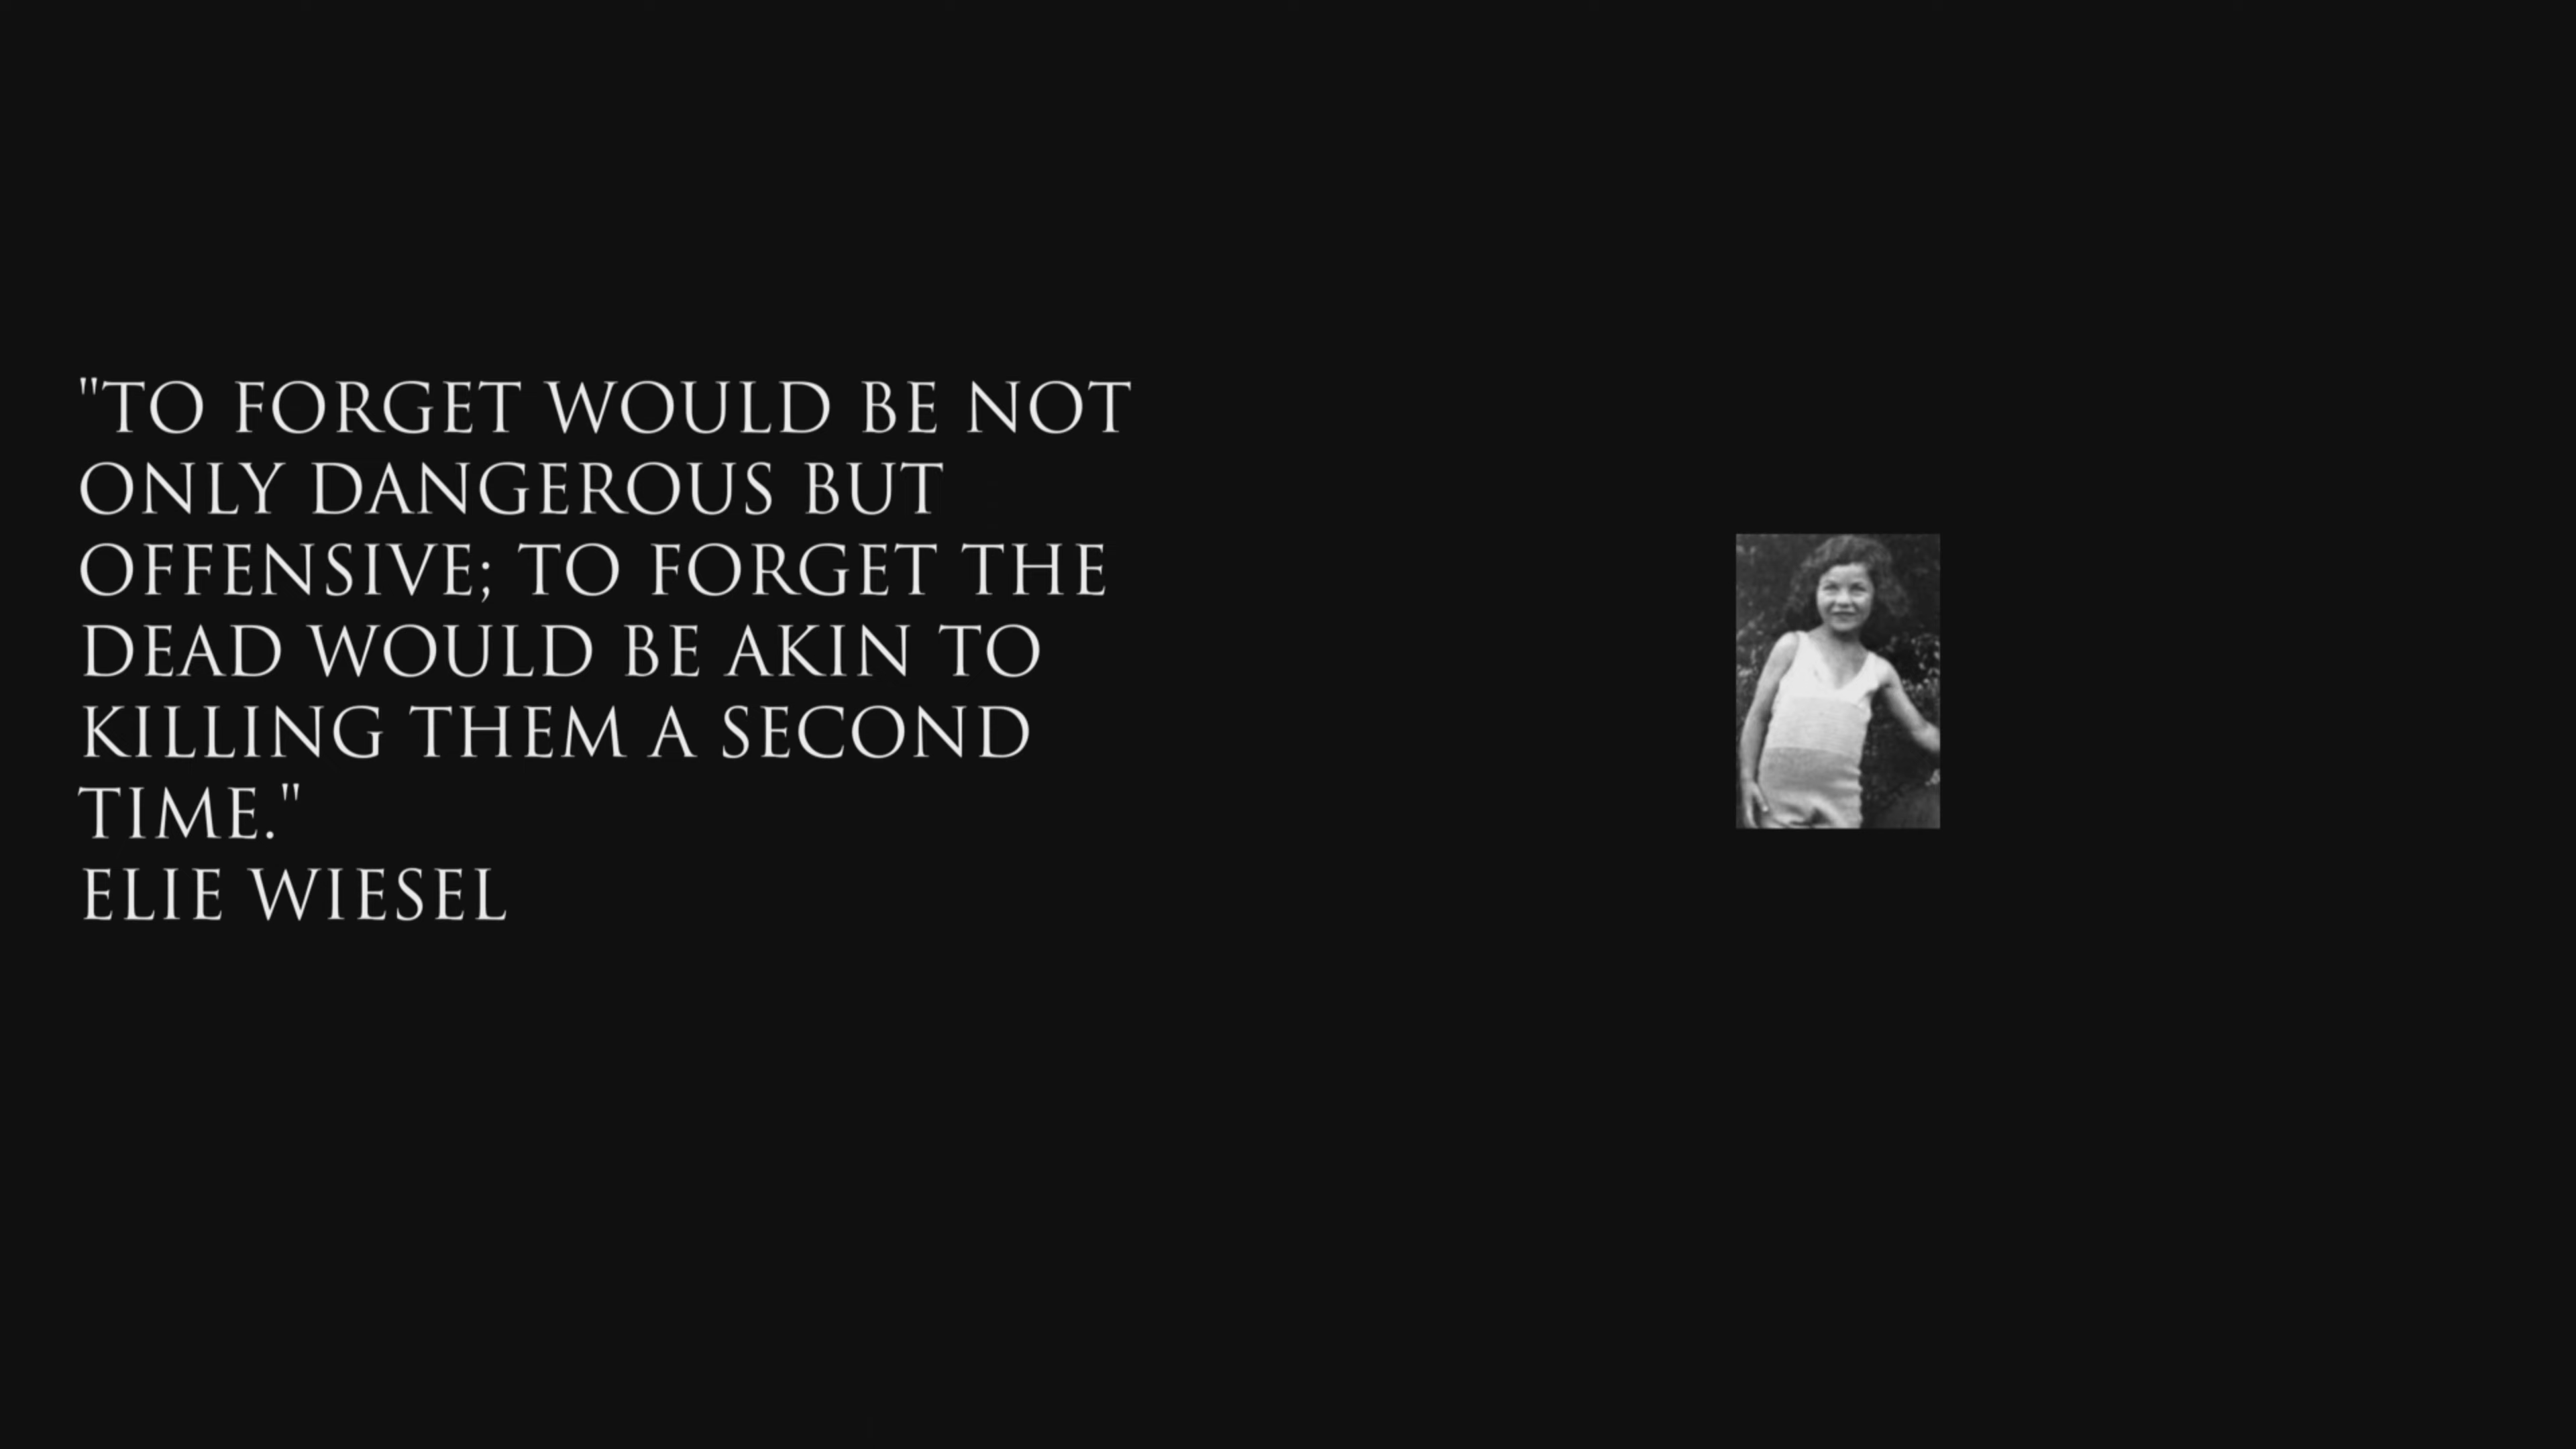 "TO FORGET WOULD BE NOT
ONLY DANGEROUS BUT
OFFENSIVE; TO FORGET THE
DEAD WOULD BE AKIN TO
KILLING THEM A SECOND
TIME."
ELIE WIESEL